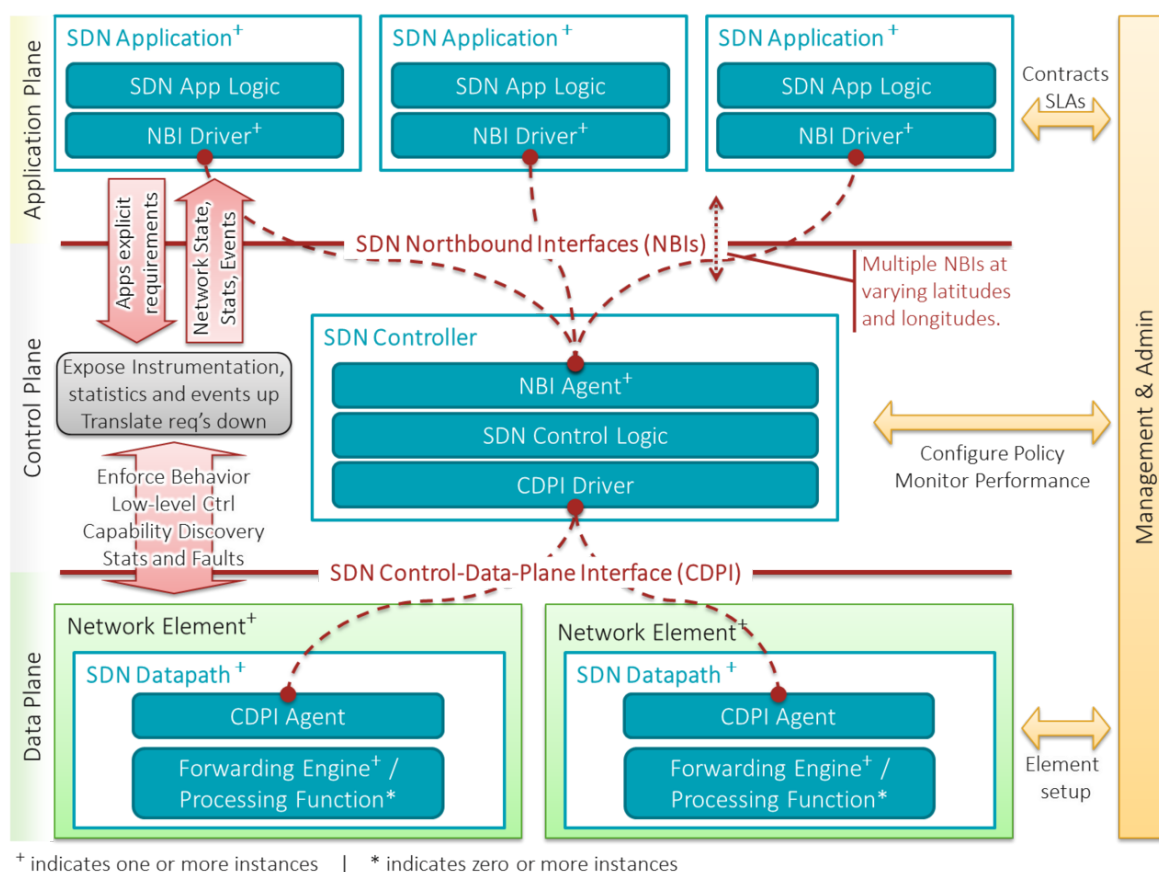 Application Plane
SDN Application+
SDN App Logic
NBI Driver+
SDN Application+
SDN App Logic
NBI Driver+
SDN Application+
SDN App Logic
NBI Driver+
Contracts
SLAs
Apps explicit
requirements
Network State,
Stats, Events
SDN Northbound Interfaces (NBIs)
Multiple NBIs at
varying latitudes
and longitudes.
Control Plane
Expose Instrumentation,
statistics and events up
Translate req's down
SDN Controller
NBI Agent+
SDN Control Logic
CDPI Driver
Enforce Behavior
Low-level Ctrl
Capability Discovery
Stats and Faults
Configure Policy
Monitor Performance
Management & Admin
SDN Control-Data-Plane Interface (CDPI)
Data Plane
Network Element+
SDN Datapath+
CDPI Agent
Forwarding Engine+ /
Processing Function*
Network Element+
SDN Datapath+
CDPI Agent
Forwarding Engine+ /
Processing Function*
Element
setup
+ indicates one or more instances | * indicates zero or more instances